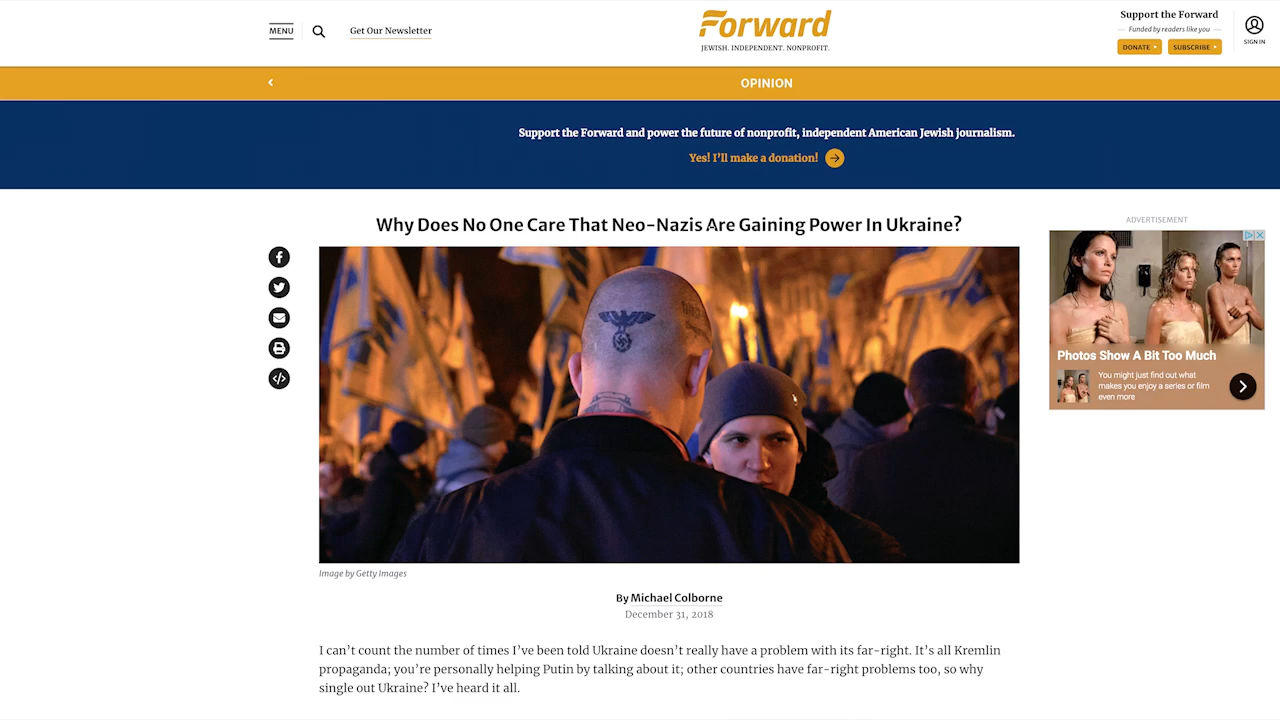 MENU
Get Our Newsletter
Forward
JEWISH. INDEPENDENT. NONPROFIT.
Support the Forward
Funded by readers like you
DONATE
SUBSCRIBE
SIGN IN
OPINION
Support the Forward and power the future of nonprofit, independent American Jewish journalism.
Yes! I'll make a donation!
Why Does No One Care That Neo-Nazis Are Gaining Power In Ukraine?
ADVERTISEMENT
Photos Show A Bit Too Much
You might just find out what
makes you enjoy a series or film
even more
Image by Getty Images
By Michael Colborne
December 31, 2018
I can't count the number of times I've been told Ukraine doesn't really have a problem with its far-right. It's all Kremlin
propaganda; you're personally helping Putin by talking about it; other countries have far-right problems too, so why
single out Ukraine? I've heard it all.